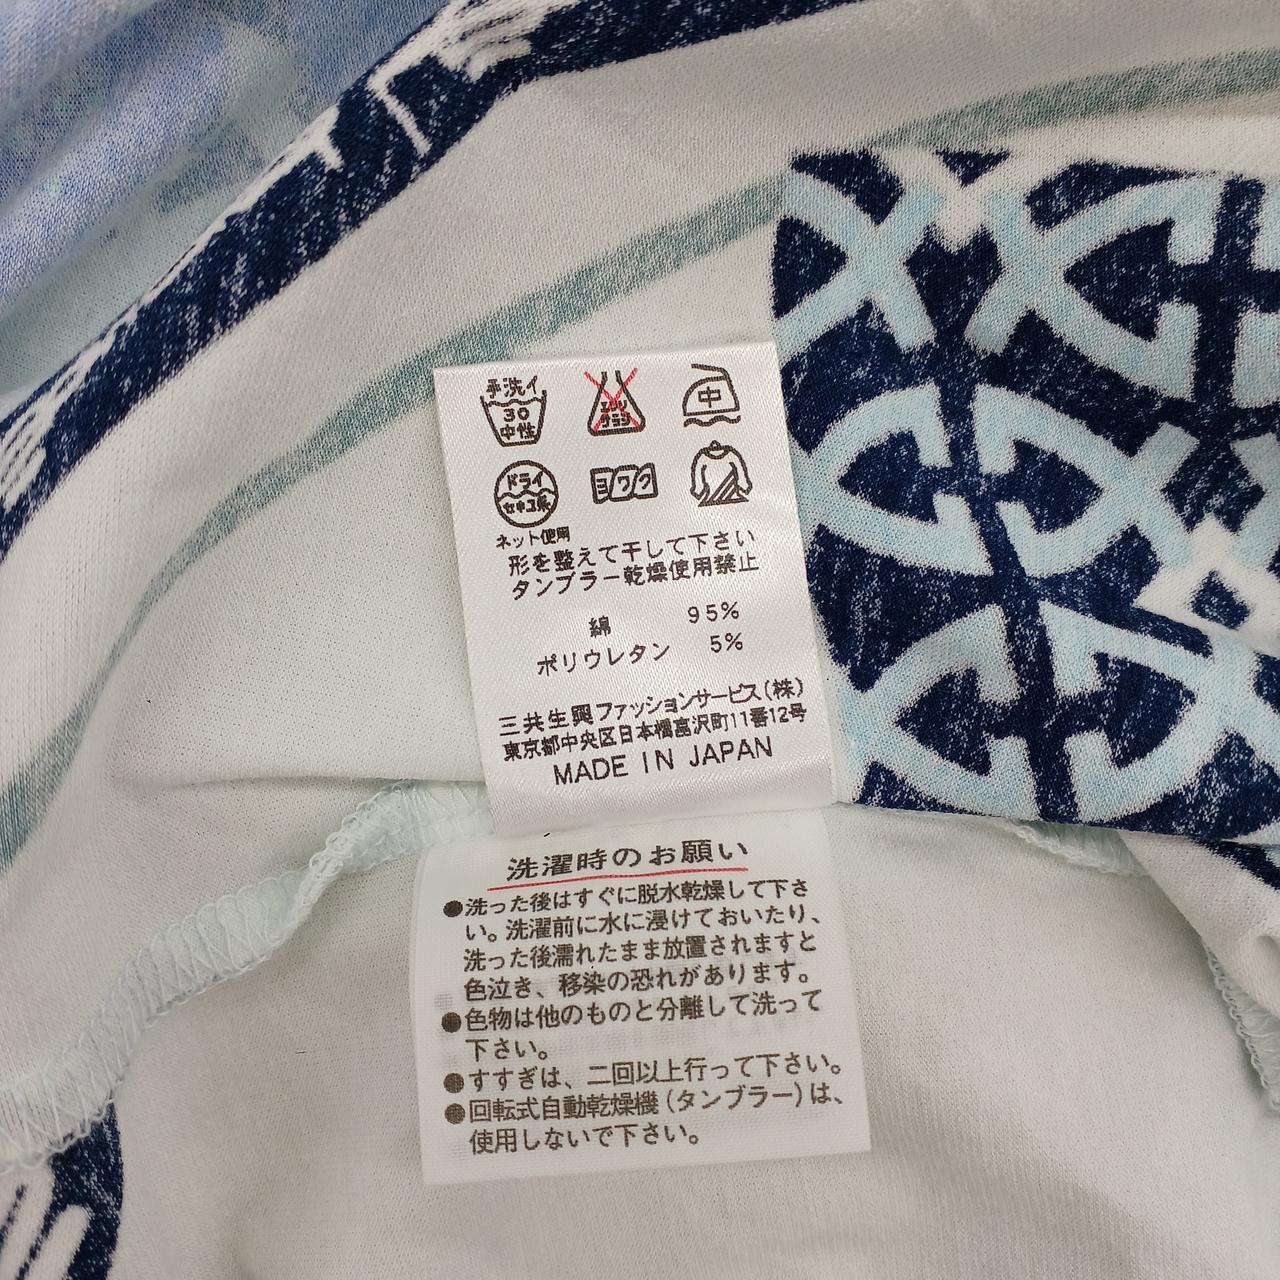 手洗イ
30
中性
エンソ
サラシ
中
ドライ
セキユ系
ヨワク
ネット使用
形を整えて干して下さい
タンブラー乾燥使用禁止
綿 95%
ポリウレタン 5%
三共生興ファッションサービス(株)
東京都中央区日本橋富沢町11番12号
MADE IN JAPAN
洗濯時のお願い
●洗った後はすぐに脱水乾燥して下さ
い。洗濯前に水に浸けておいたり、
洗った後濡れたまま放置されますと
色泣き、移染の恐れがあります。
●色物は他のものと分離して洗って
下さい。
●すすぎは、二回以上行って下さい。
●回転式自動乾燥機(タンブラー)は、
使用しないで下さい。